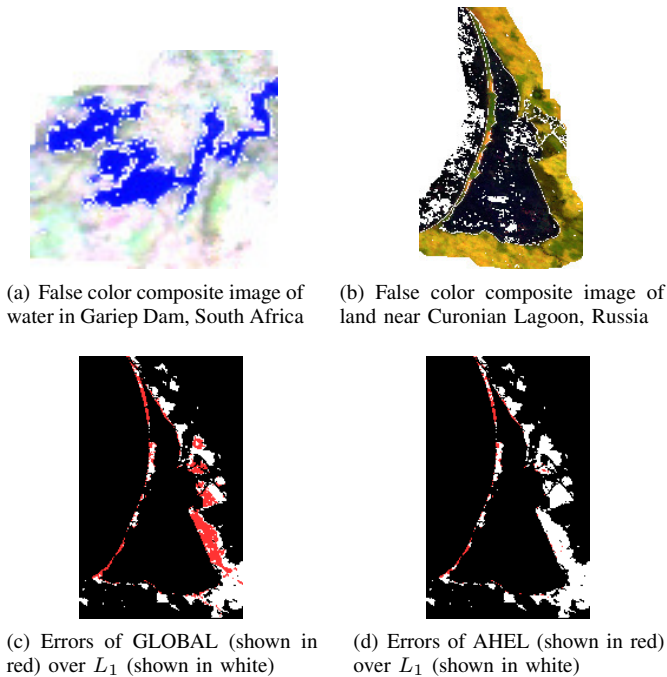 (a) False color composite image of
water in Gariep Dam, South Africa
(b) False color composite image of
land near Curonian Lagoon, Russia
(c) Errors of GLOBAL (shown in
red) over L₁ (shown in white)
(d) Errors of AHEL (shown in red)
over L₁ (shown in white)